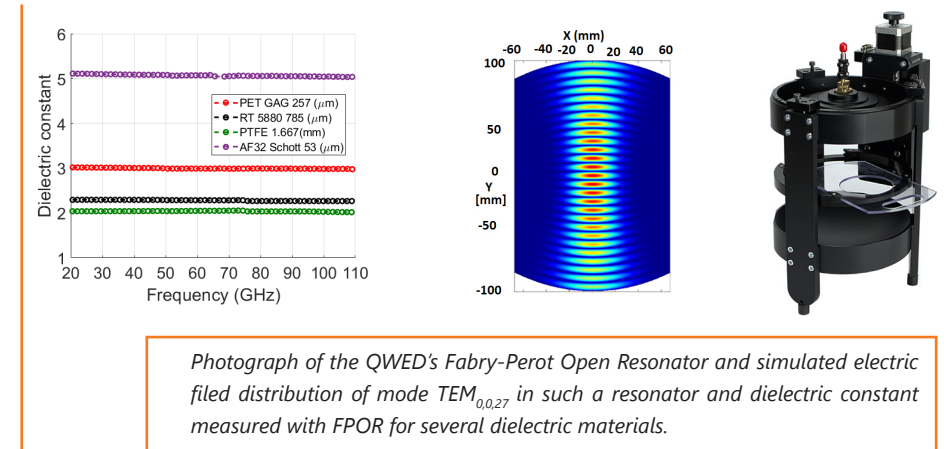 6
5
4
3
2
1
Dielectric constant
PET GAG 257 (μm)
RT 5880 785 (μm)
PTFE 1.667(mm)
AF32 Schott 53 (μm)
20 30 40 50 60 70 80 90 100 110
Frequency (GHz)
X (mm)
-60 -40 -20 0 20 40 60
100
50
0
Y
[mm]
-50
-100
Photograph of the QWED's Fabry-Perot Open Resonator and simulated electric
filed distribution of mode TEM0,0,27 in such a resonator and dielectric constant
measured with FPOR for several dielectric materials.